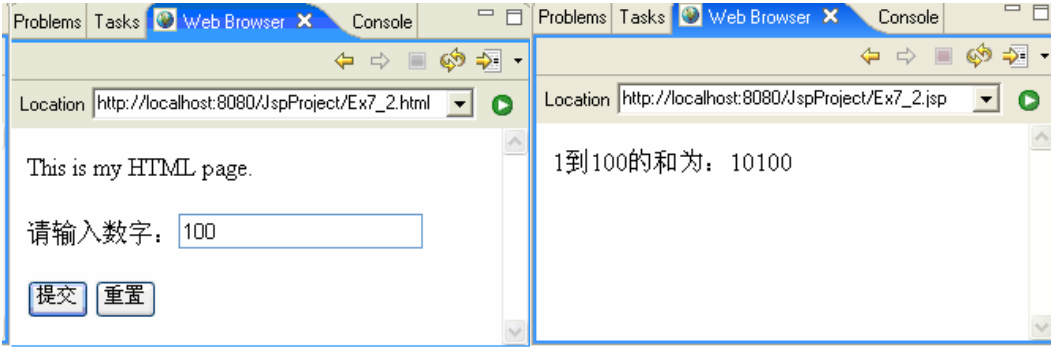 Problems Tasks Web Browser Console
Location http://localhost:8080/JspProject/Ex7_2.html
This is my HTML page.
请输入数字：100
提交 重置
Problems Tasks Web Browser Console
Location http://localhost:8080/JspProject/Ex7_2.jsp
1到100的和为：10100